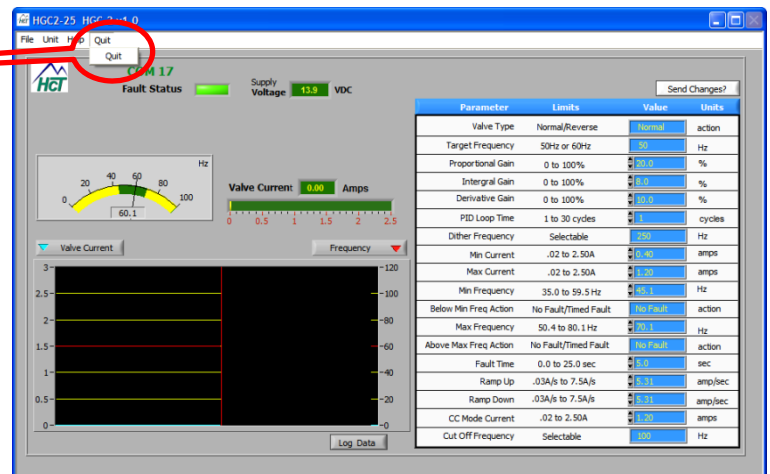 HGC2-25 HGC-2 v1.0
File Unit Help Quit
Quit
HCT
COM 17
Fault Status
Supply
Voltage 13.9 VDC
Send Changes?
Parameter Limits Value Units
Valve Type Normal/Reverse Normal action
Target Frequency 50Hz or 60Hz 50 Hz
Proportional Gain 0 to 100% 20.0 %
Intergral Gain 0 to 100% 8.0 %
Derivative Gain 0 to 100% 10.0 %
PID Loop Time 1 to 30 cycles 1 cycles
Dither Frequency Selectable 250 Hz
Min Current .02 to 2.50A 0.40 amps
Max Current .02 to 2.50A 1.20 amps
Min Frequency 35.0 to 59.5 Hz 45.1 Hz
Below Min Freq Action No Fault/Timed Fault No Fault action
Max Frequency 50.4 to 80.1 Hz 70.1 Hz
Above Max Freq Action No Fault/Timed Fault No Fault action
Fault Time 0.0 to 25.0 sec 5.0 sec
Ramp Up .03A/s to 7.5A/s 5.31 amp/sec
Ramp Down .03A/s to 7.5A/s 5.31 amp/sec
CC Mode Current .02 to 2.50A 1.20 amps
Cut Off Frequency Selectable 100 Hz
Hz
0 20 40 60 80 100
60.1
Valve Current 0.00 Amps
0 0.5 1 1.5 2 2.5
Valve Current Frequency
3- -120
2.5- -100
2- -80
1.5- -60
1- -40
0.5- -20
0- -0
Log Data